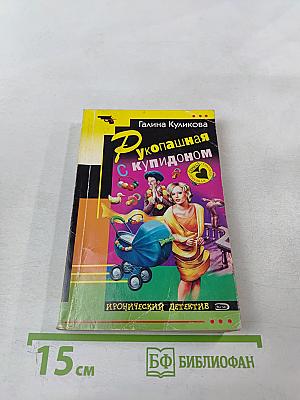 Галина Куликова
Рукопашная
с купидоном
ИРОНИЧЕСКИЙ ДЕТЕКТИВ
15 см
БФ БИБЛИОФАН